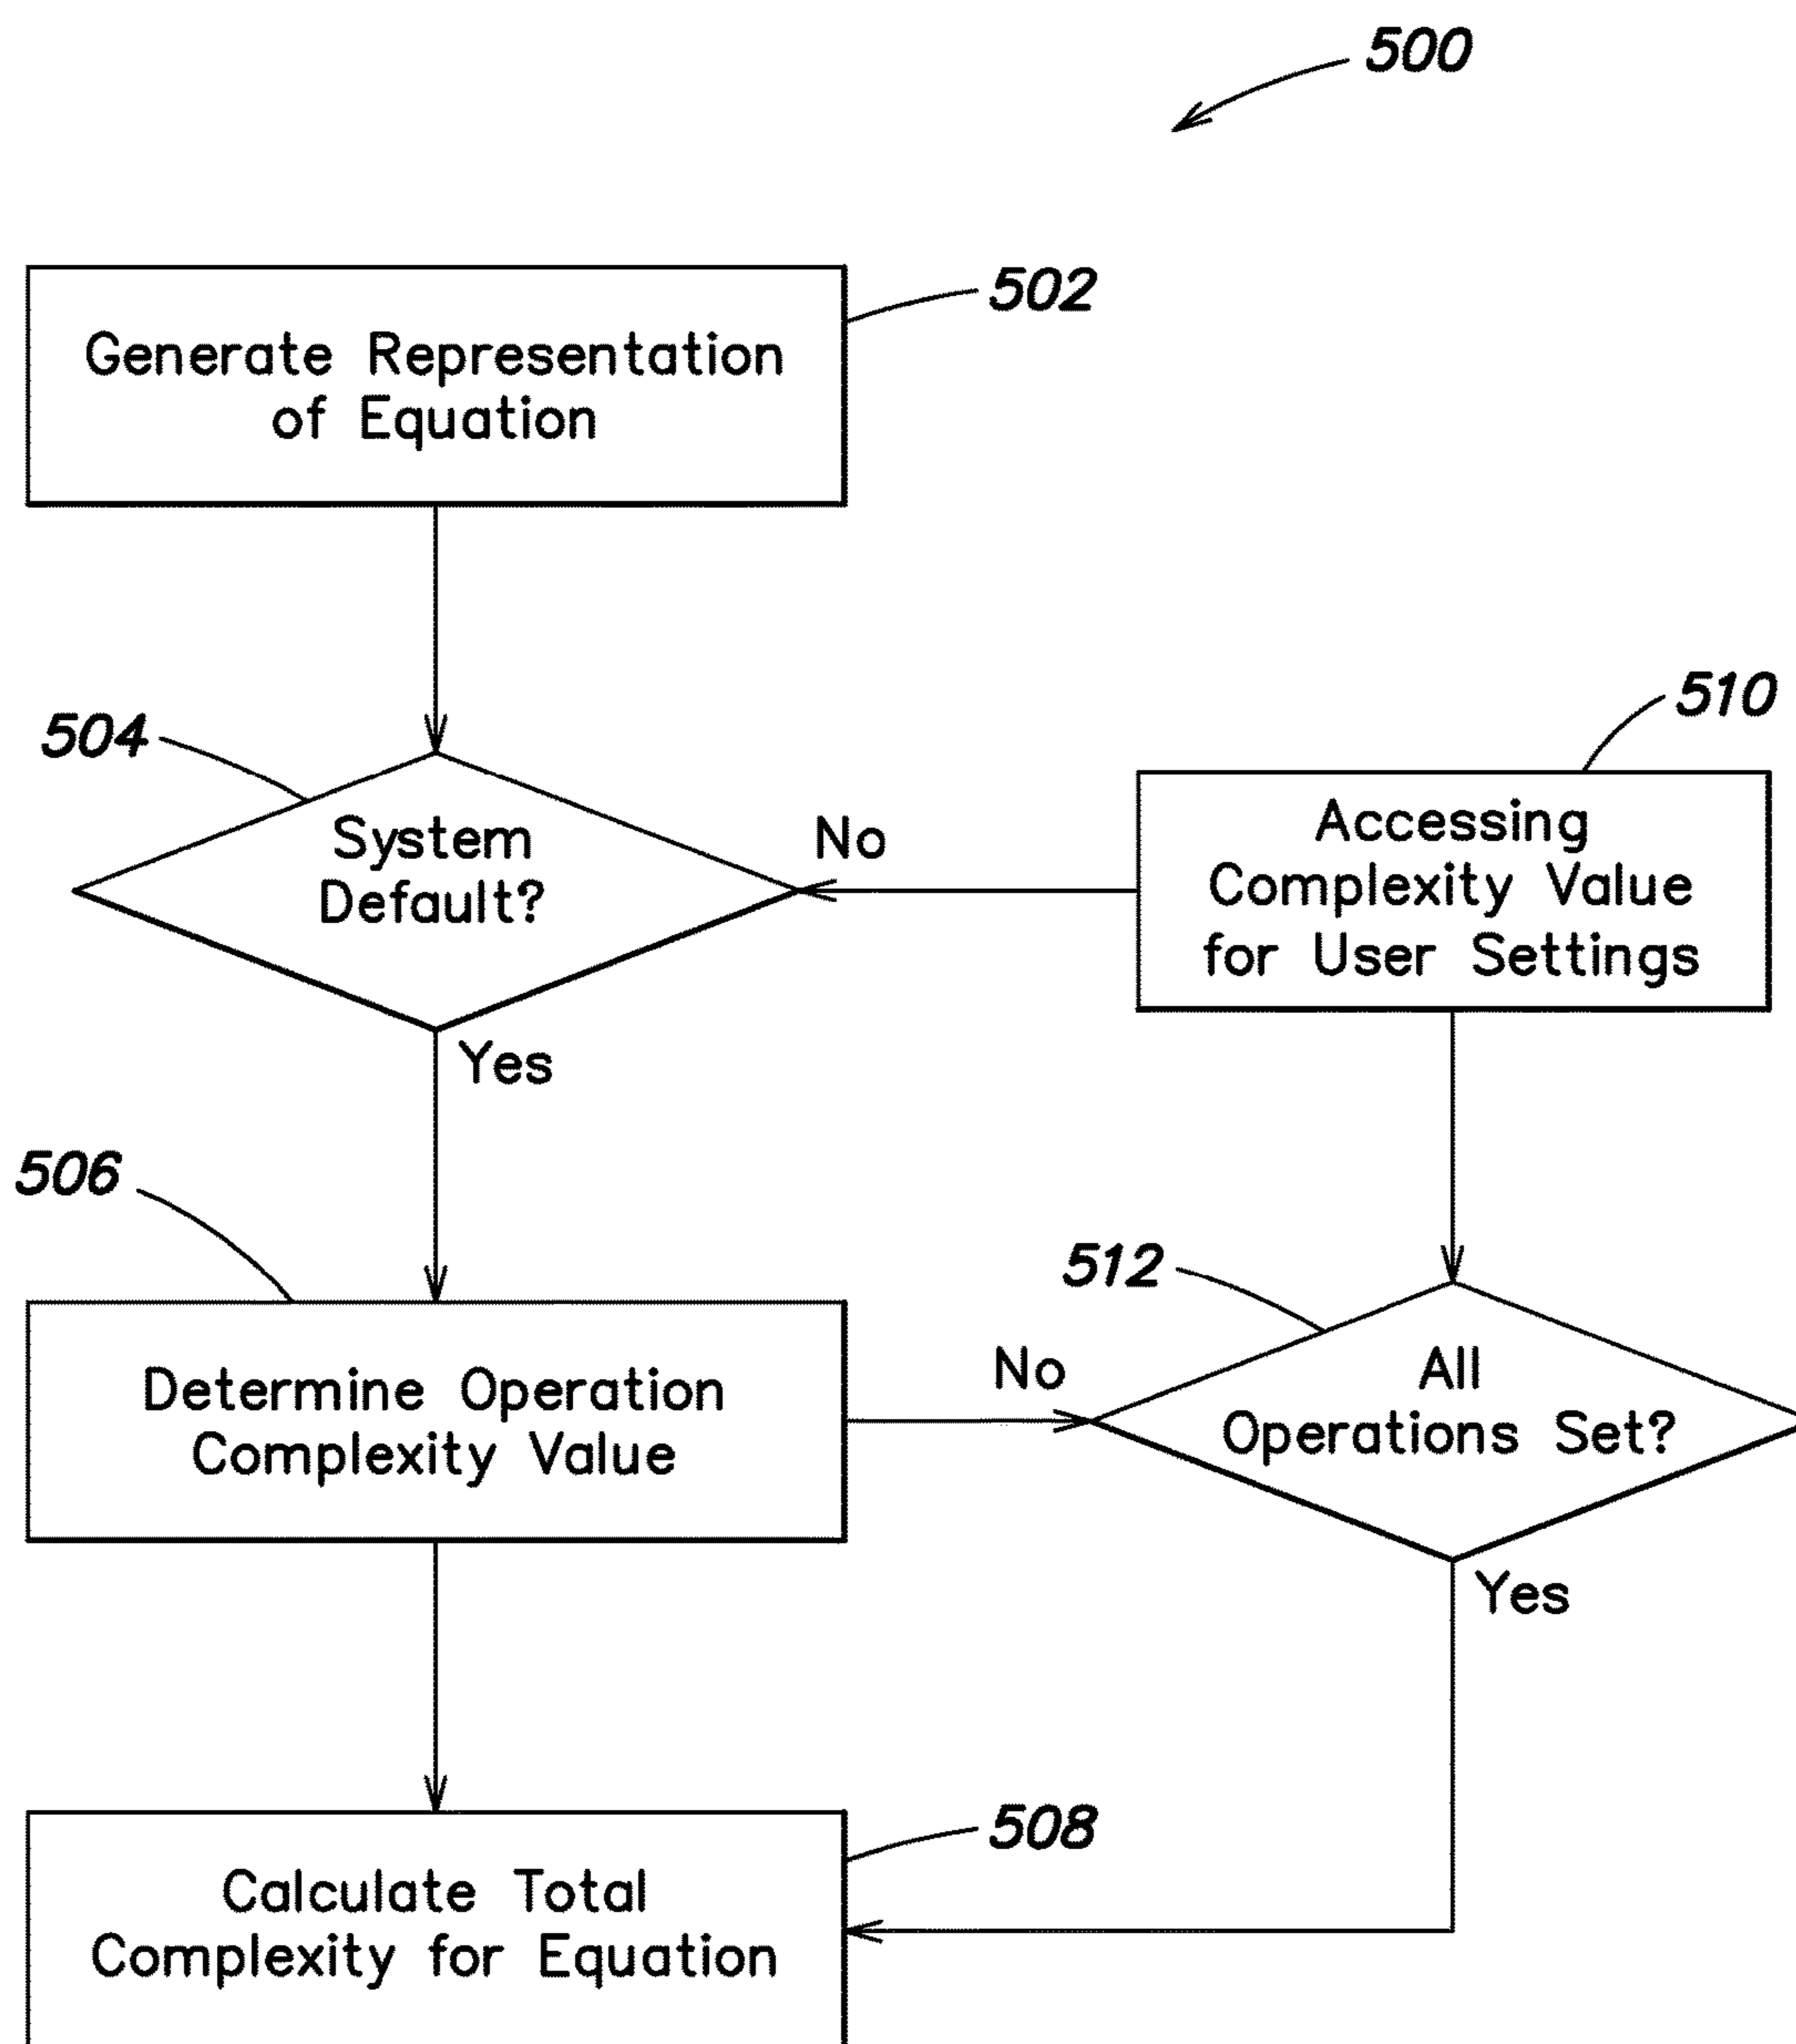 500
502
Generate Representation
of Equation
504
System
Default?
No
510
Accessing
Complexity Value
for User Settings
Yes
506
Determine Operation
Complexity Value
No
512
All
Operations Set?
Yes
508
Calculate Total
Complexity for Equation